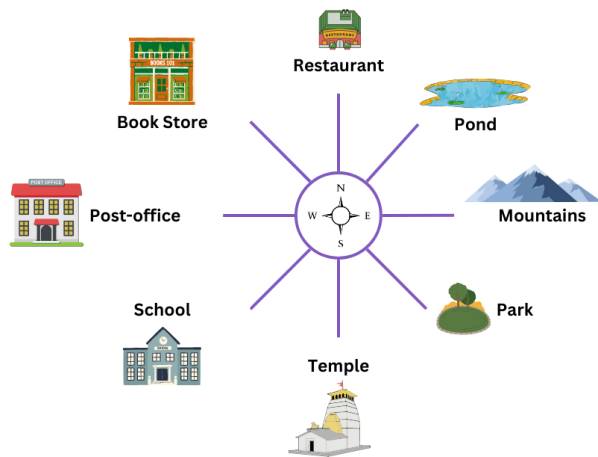 RESTAURANT
Restaurant
BOOKS 101
Book Store
Pond
POST OFFICE
Post-office
N
W E
S
Mountains
School
Park
Temple